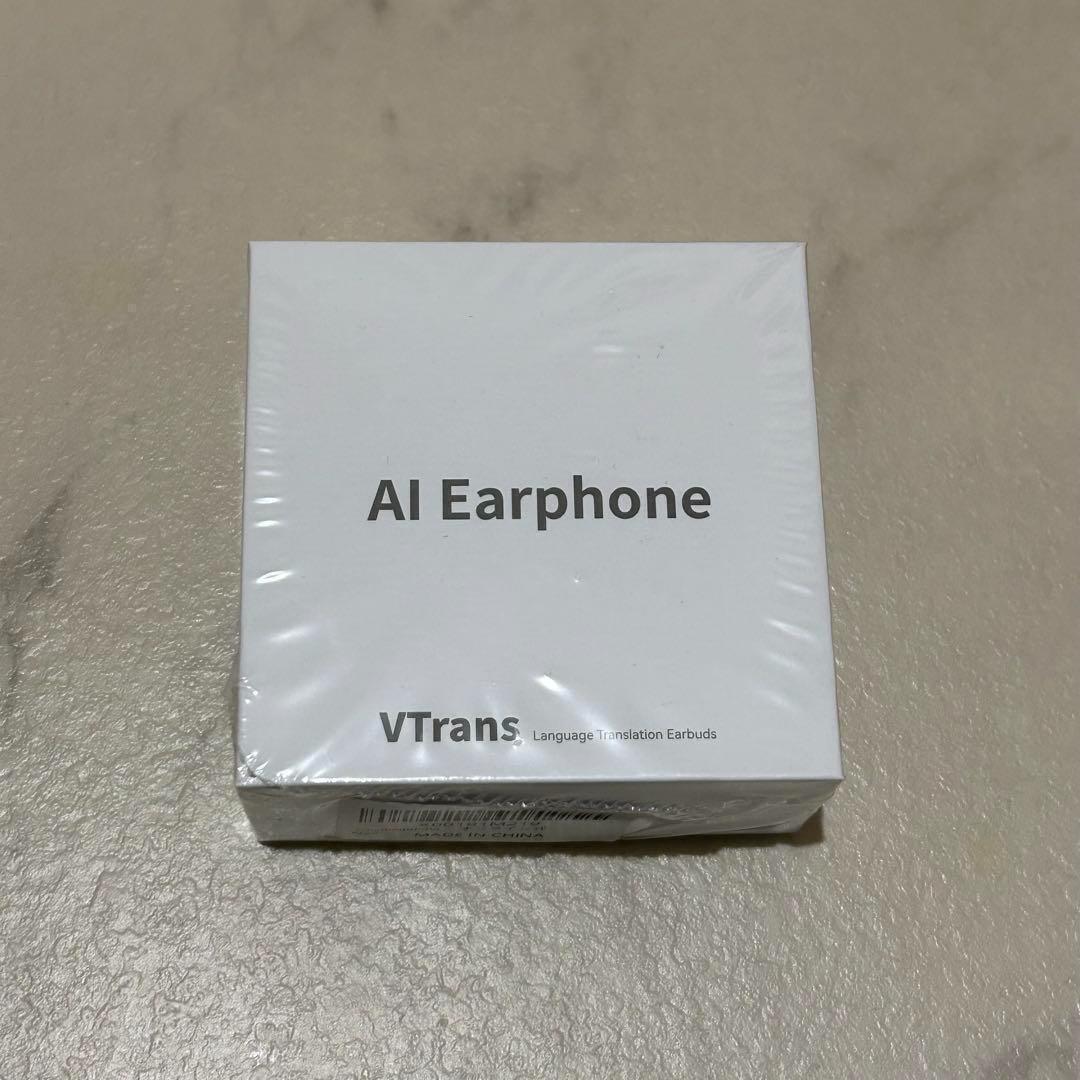 AI Earphone
VTrans Language Translation Earbuds
MADE IN CHINA